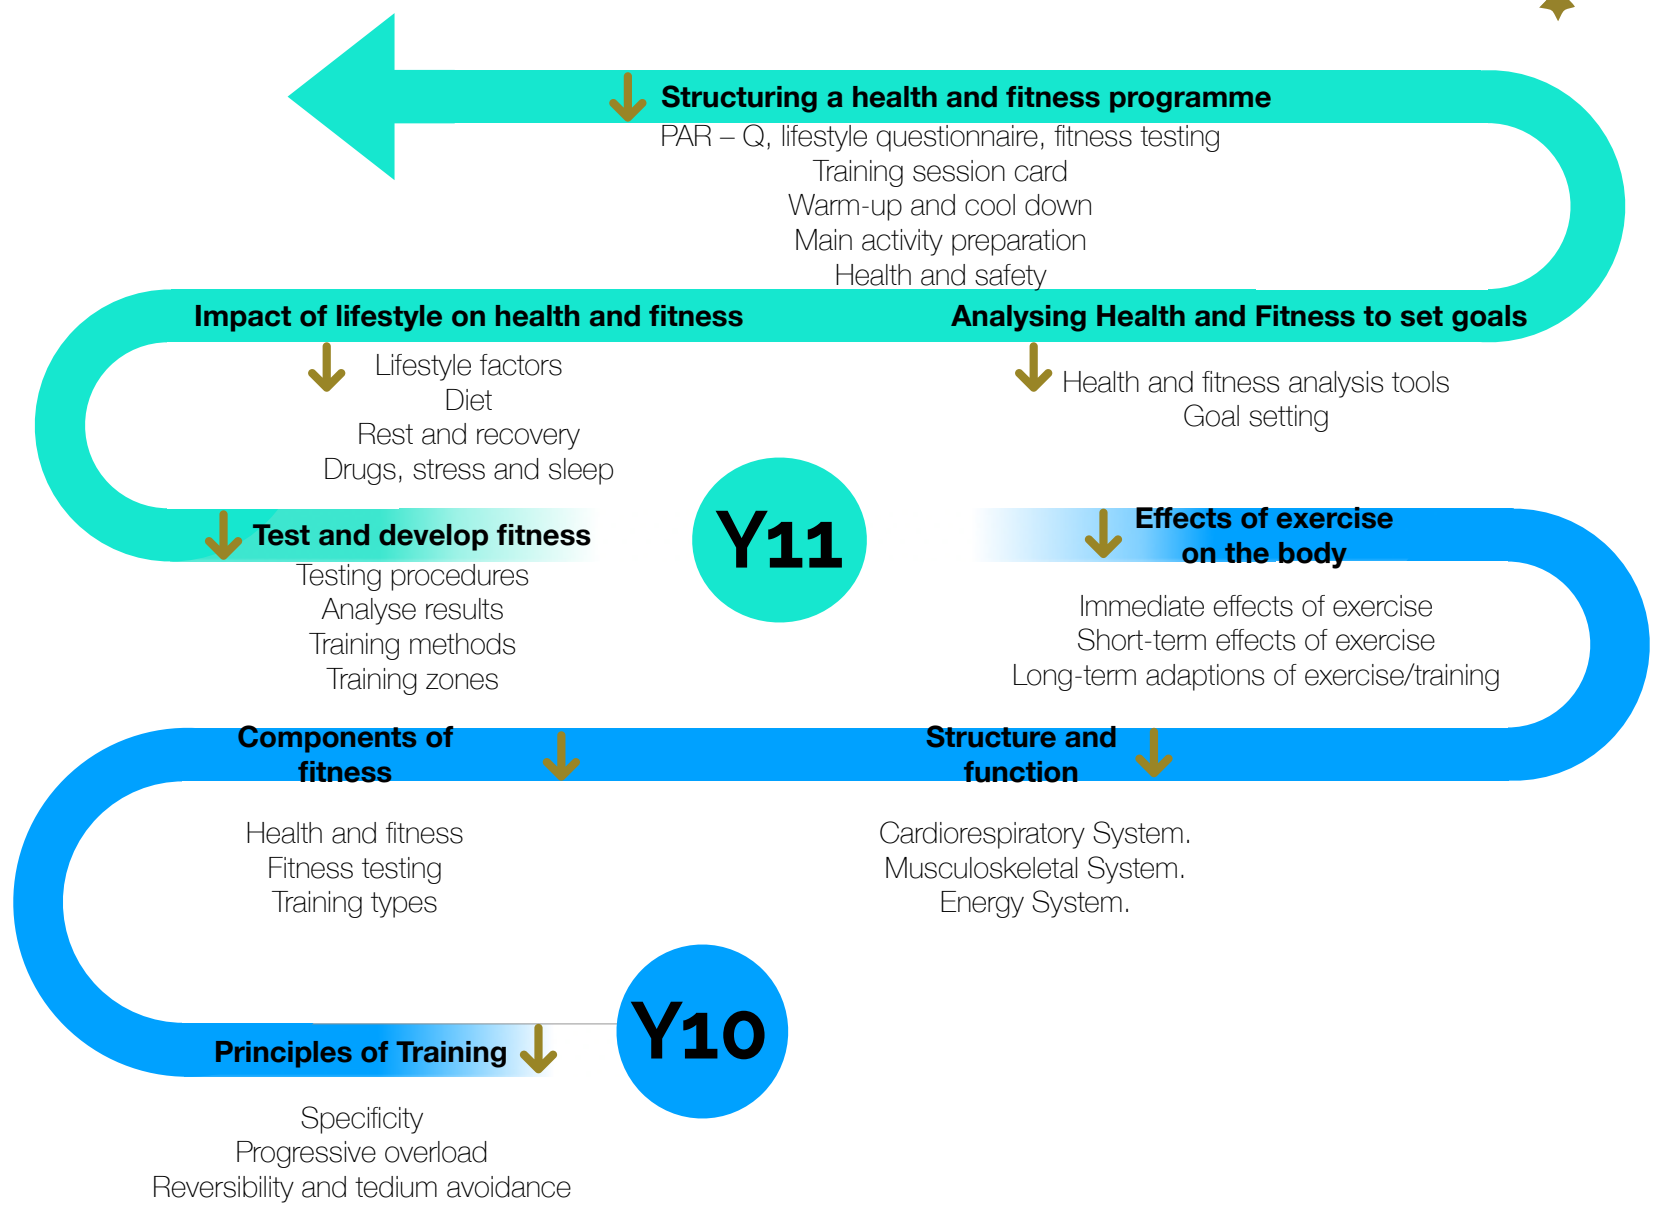 Structuring a health and fitness programme
PAR – Q, lifestyle questionnaire, fitness testing
Training session card
Warm-up and cool down
Main activity preparation
Health and safety
Impact of lifestyle on health and fitness
Lifestyle factors
Diet
Rest and recovery
Drugs, stress and sleep
Analysing Health and Fitness to set goals
Health and fitness analysis tools
Goal setting
Test and develop fitness
Testing procedures
Analyse results
Training methods
Training zones
Y11
Effects of exercise
on the body
Immediate effects of exercise
Short-term effects of exercise
Long-term adaptions of exercise/training
Components of
fitness
Health and fitness
Fitness testing
Training types
Structure and
function
Cardiorespiratory System.
Musculoskeletal System.
Energy System.
Y10
Principles of Training
Specificity
Progressive overload
Reversibility and tedium avoidance